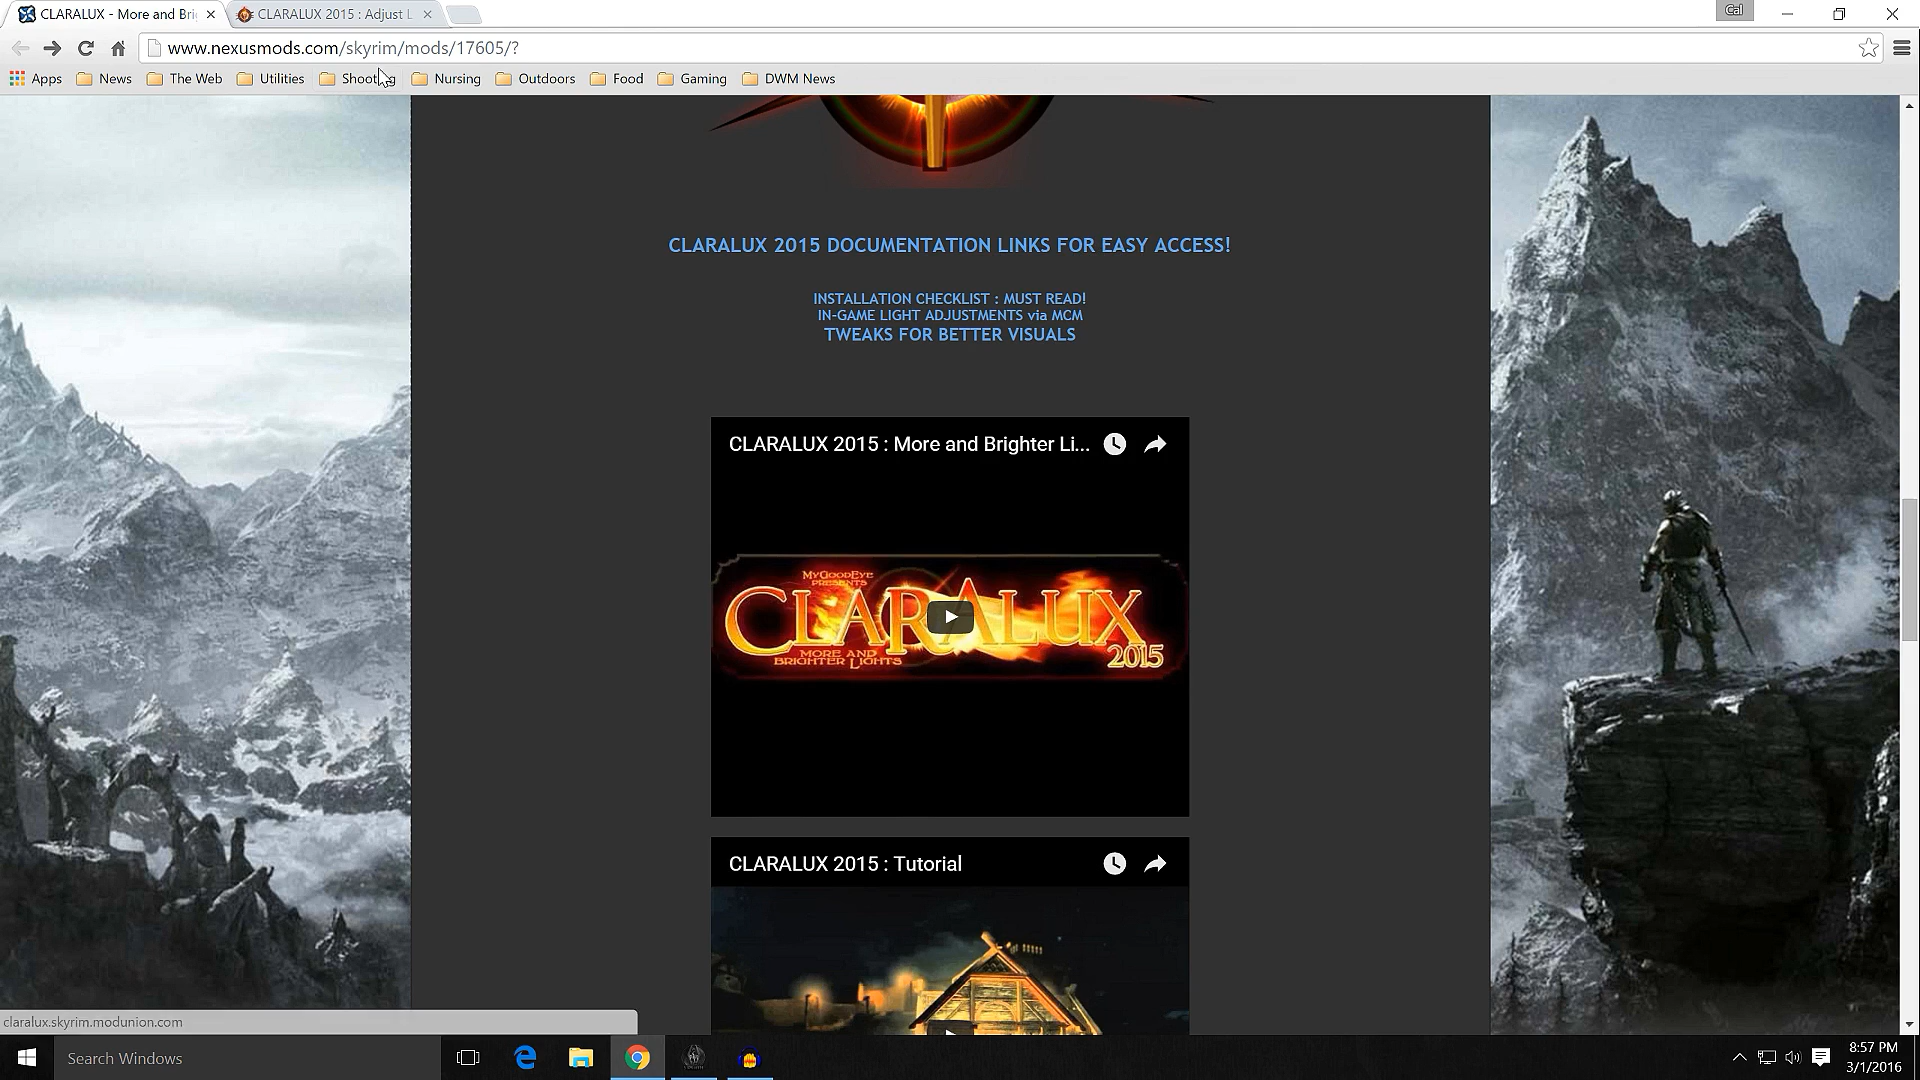 CLARALUX - More and Bri
CLARALUX 2015 : Adjust L
Cal
www.nexusmods.com/skyrim/mods/17605/?
Apps
News
The Web
Utilities
Shooting
Nursing
Outdoors
Food
Gaming
DWM News
CLARALUX 2015 DOCUMENTATION LINKS FOR EASY ACCESS!
INSTALLATION CHECKLIST : MUST READ!
IN-GAME LIGHT ADJUSTMENTS via MCM
TWEAKS FOR BETTER VISUALS
CLARALUX 2015 : More and Brighter Li...
MYGOODEYE
PRESENTS
CLARALUX
MORE AND
BRIGHTER LIGHTS
2015
CLARALUX 2015 : Tutorial
claralux.skyrim.modunion.com
Search Windows
8:57 PM
3/1/2016